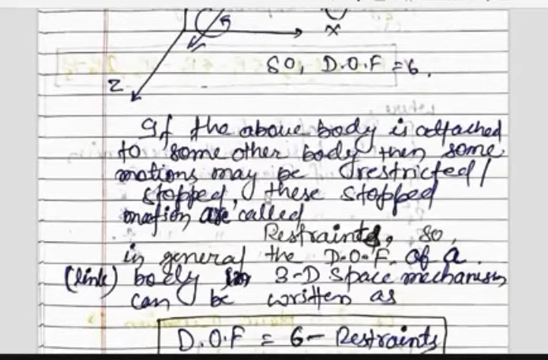 5
X
Z
SO, D.O.F = 6.
If the above body is attached
to some other body then some
motions may be restricted/
stopped, these stopped
motion are called
Restraints, so,
in general the D.O.F. of a
(link) body in 3-D Space mechanism
can be written as
D.O.F = 6 - Restraints